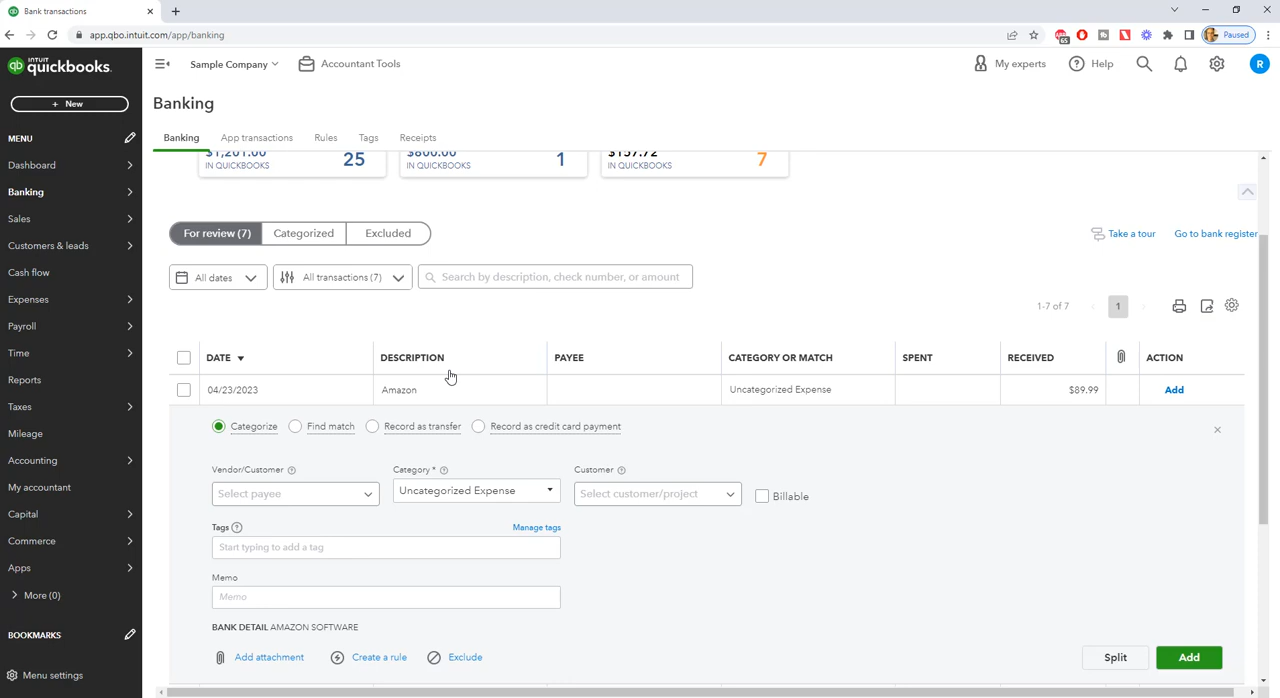 Bank transactions
app.qbo.intuit.com/app/banking
65
Paused
INTUIT
quickbooks.
Sample Company
Accountant Tools
My experts
Help
R
+ New
Banking
MENU
Banking App transactions Rules Tags Receipts
Dashboard
Banking
Sales
Customers & leads
Cash flow
Expenses
Payroll
Time
Reports
Taxes
Mileage
Accounting
My accountant
Capital
Commerce
Apps
More (0)
BOOKMARKS
Menu settings
$1,201.00 25
IN QUICKBOOKS
$800.00 1
IN QUICKBOOKS
$157.72 7
IN QUICKBOOKS
For review (7) Categorized Excluded
Take a tour Go to bank register
All dates All transactions (7) Search by description, check number, or amount
1-7 of 7 1
DATE DESCRIPTION PAYEE CATEGORY OR MATCH SPENT RECEIVED ACTION
04/23/2023 Amazon Uncategorized Expense $89.99 Add
Categorize Find match Record as transfer Record as credit card payment
Vendor/Customer Category * Customer
Select payee Uncategorized Expense Select customer/project Billable
Tags Manage tags
Start typing to add a tag
Memo
Memo
BANK DETAIL AMAZON SOFTWARE
Add attachment Create a rule Exclude
Split Add